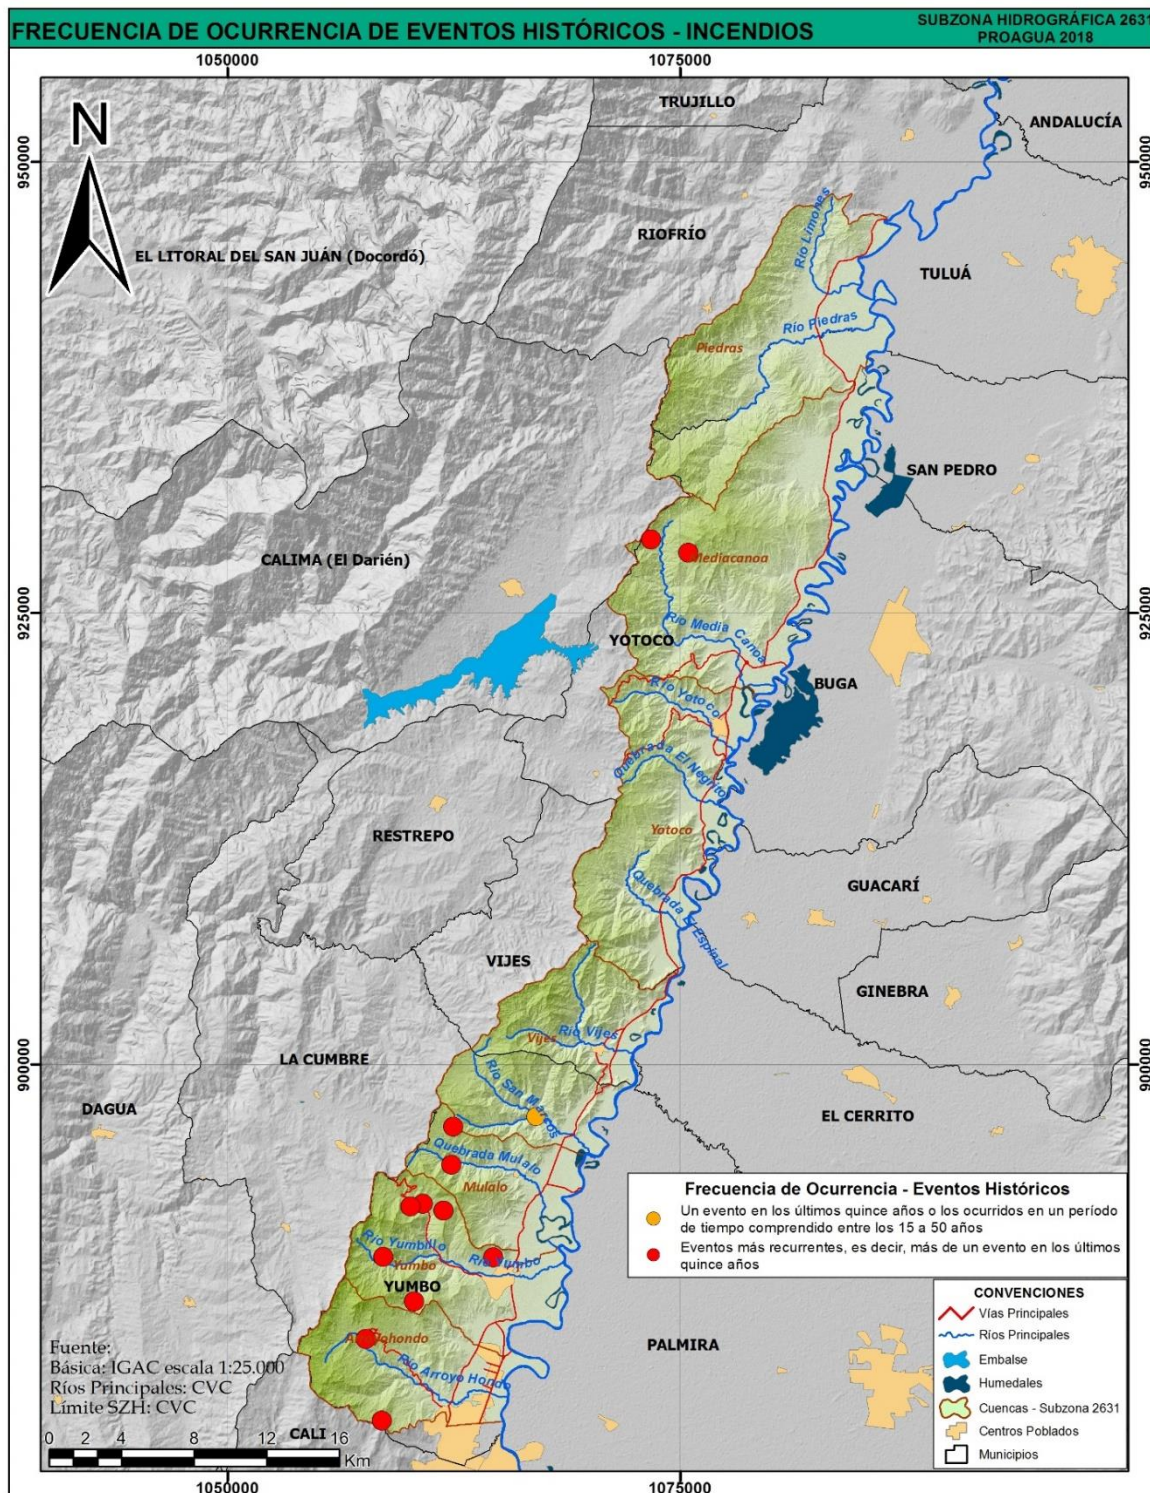 FRECUENCIA DE OCURRENCIA DE EVENTOS HISTÓRICOS - INCENDIOS
SUBZONA HIDROGRÁFICA 2631
PROAGUA 2018
1050000
1075000
TRUJILLO
ANDALUCÍA
N
950000
950000
Río Limones
RIOFRÍO
EL LITORAL DEL SAN JUÁN (Docordó)
TULUÁ
Río Piedras
Piedras
SAN PEDRO
CALIMA (El Darién)
Mediacanoa
925000
925000
Río Media Canoa
YOTOCO
BUGA
Río Yotoco
Quebrada El Negrito
RESTREPO
Yotoco
GUACARÍ
Quebrada El Espinal
VIJES
GINEBRA
Río Vijes
Vijes
LA CUMBRE
900000
900000
Río San Marcos
DAGUA
EL CERRITO
Quebrada Mulalo
Mulalo
Río Yumbillo
Yumbo
Río Yumbo
YUMBO
PALMIRA
Río Arroyo Hondo
CALI
Frecuencia de Ocurrencia - Eventos Históricos
Un evento en los últimos quince años o los ocurridos en un período
de tiempo comprendido entre los 15 a 50 años
Eventos más recurrentes, es decir, más de un evento en los últimos
quince años
CONVENCIONES
Vías Principales
Ríos Principales
Embalse
Humedales
Cuencas - Subzona 2631
Centros Poblados
Municipios
Fuente:
Básica: IGAC escala 1:25.000
Ríos Principales: CVC
Limite SZH: CVC
0 2 4 8 12 16
Km
1050000
1075000